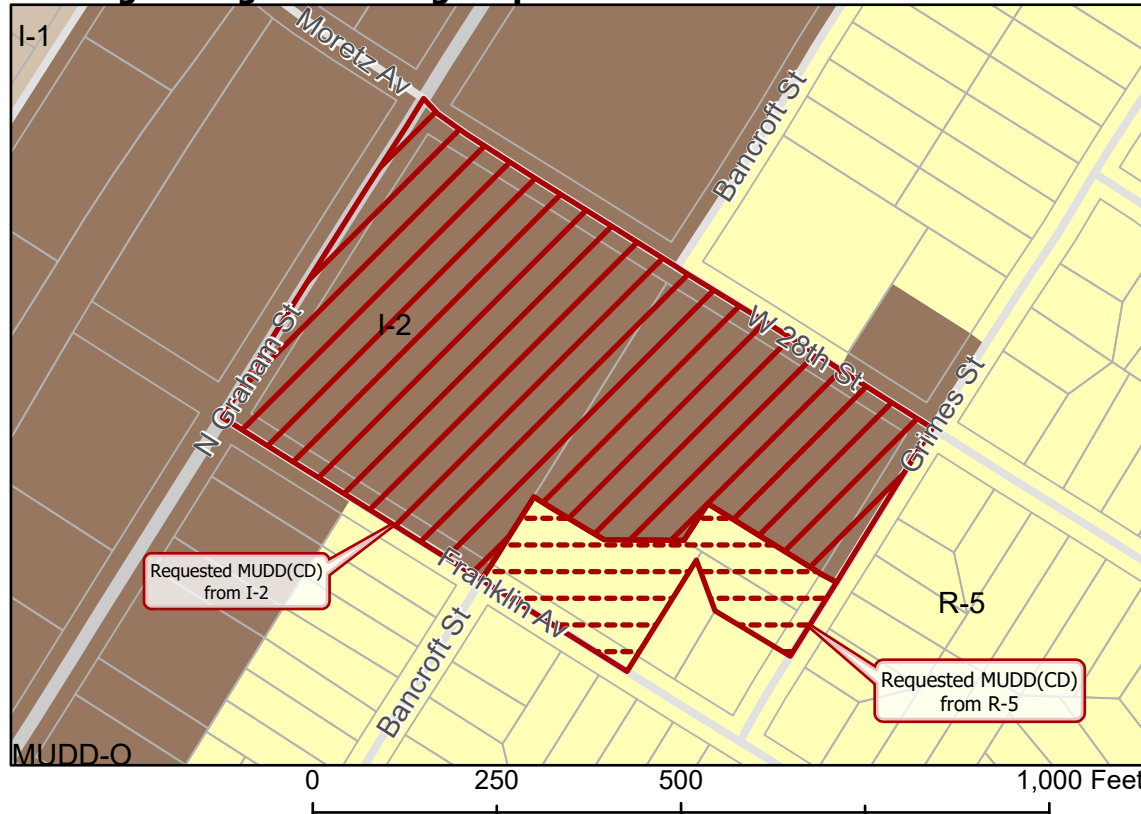 I-1
Moretz Av
Bancroft St
I-2
W 28th St
N Graham St
Grimes St
Requested MUDD(CD)
from I-2
Franklin Av
R-5
Bancroft St
Requested MUDD(CD)
from R-5
MUDD-O
0 250 500 1,000 Feet